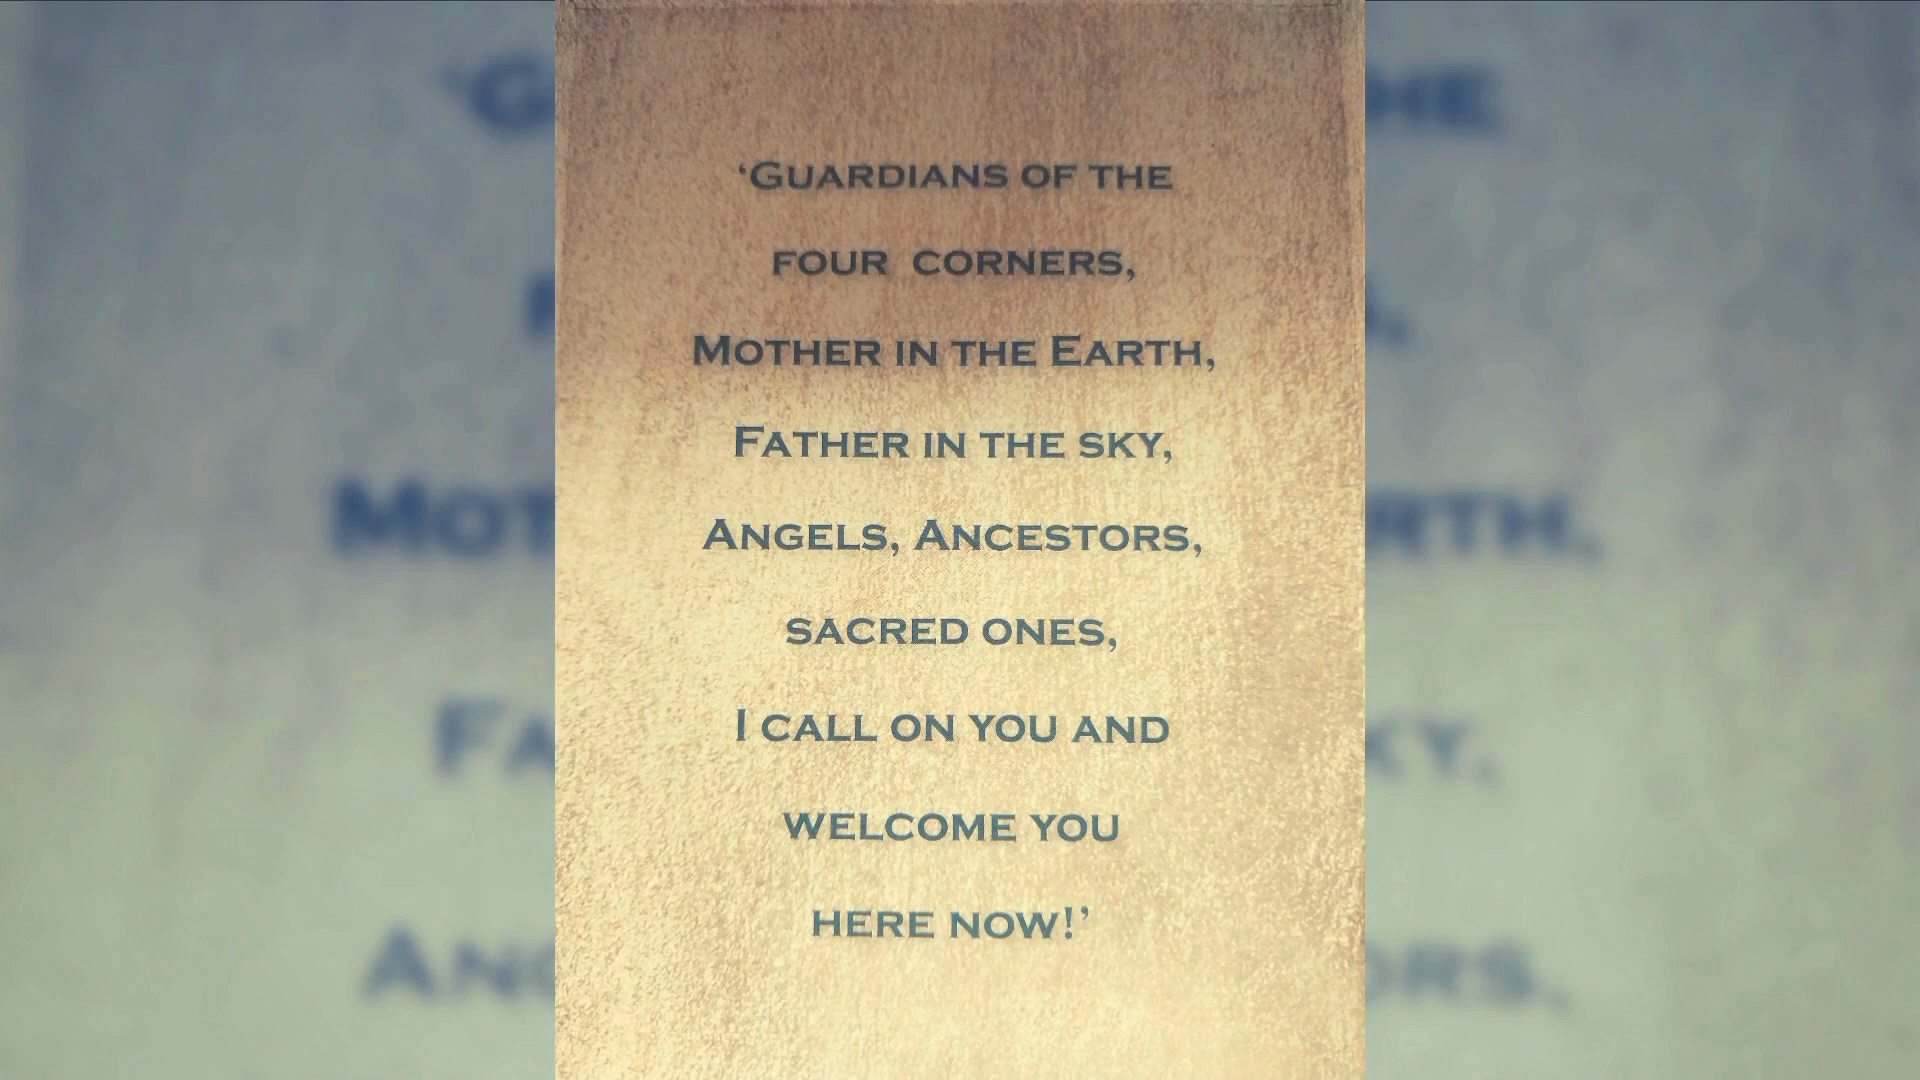 ‘Guardians of the
four corners,
Mother in the Earth,
Father in the sky,
Angels, Ancestors,
sacred ones,
I call on you and
welcome you
here now!’